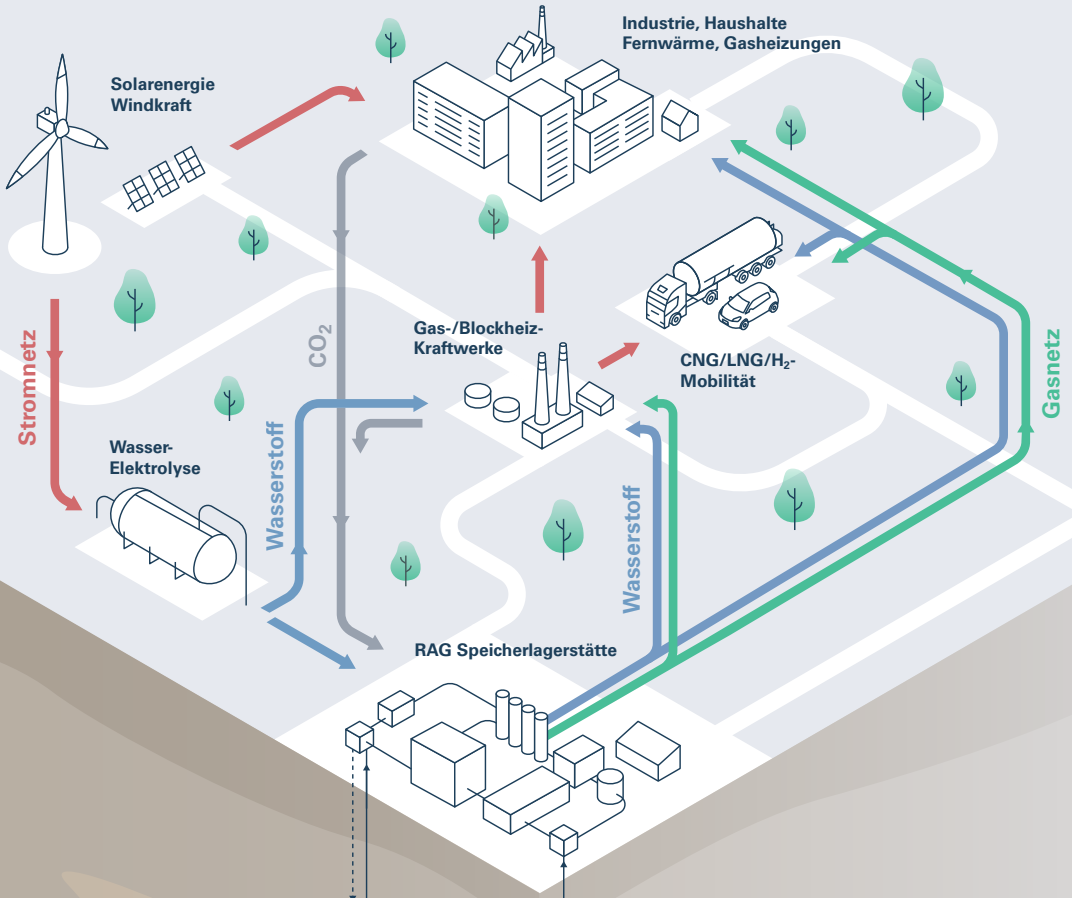 Industrie, Haushalte
Fernwärme, Gasheizungen
Solarenergie
Windkraft
Stromnetz
CO₂
Gas-/Blockheiz-
Kraftwerke
CNG/LNG/H₂-
Mobilität
Gasnetz
Wasser-
Elektrolyse
Wasserstoff
Wasserstoff
RAG Speicherlagerstätte